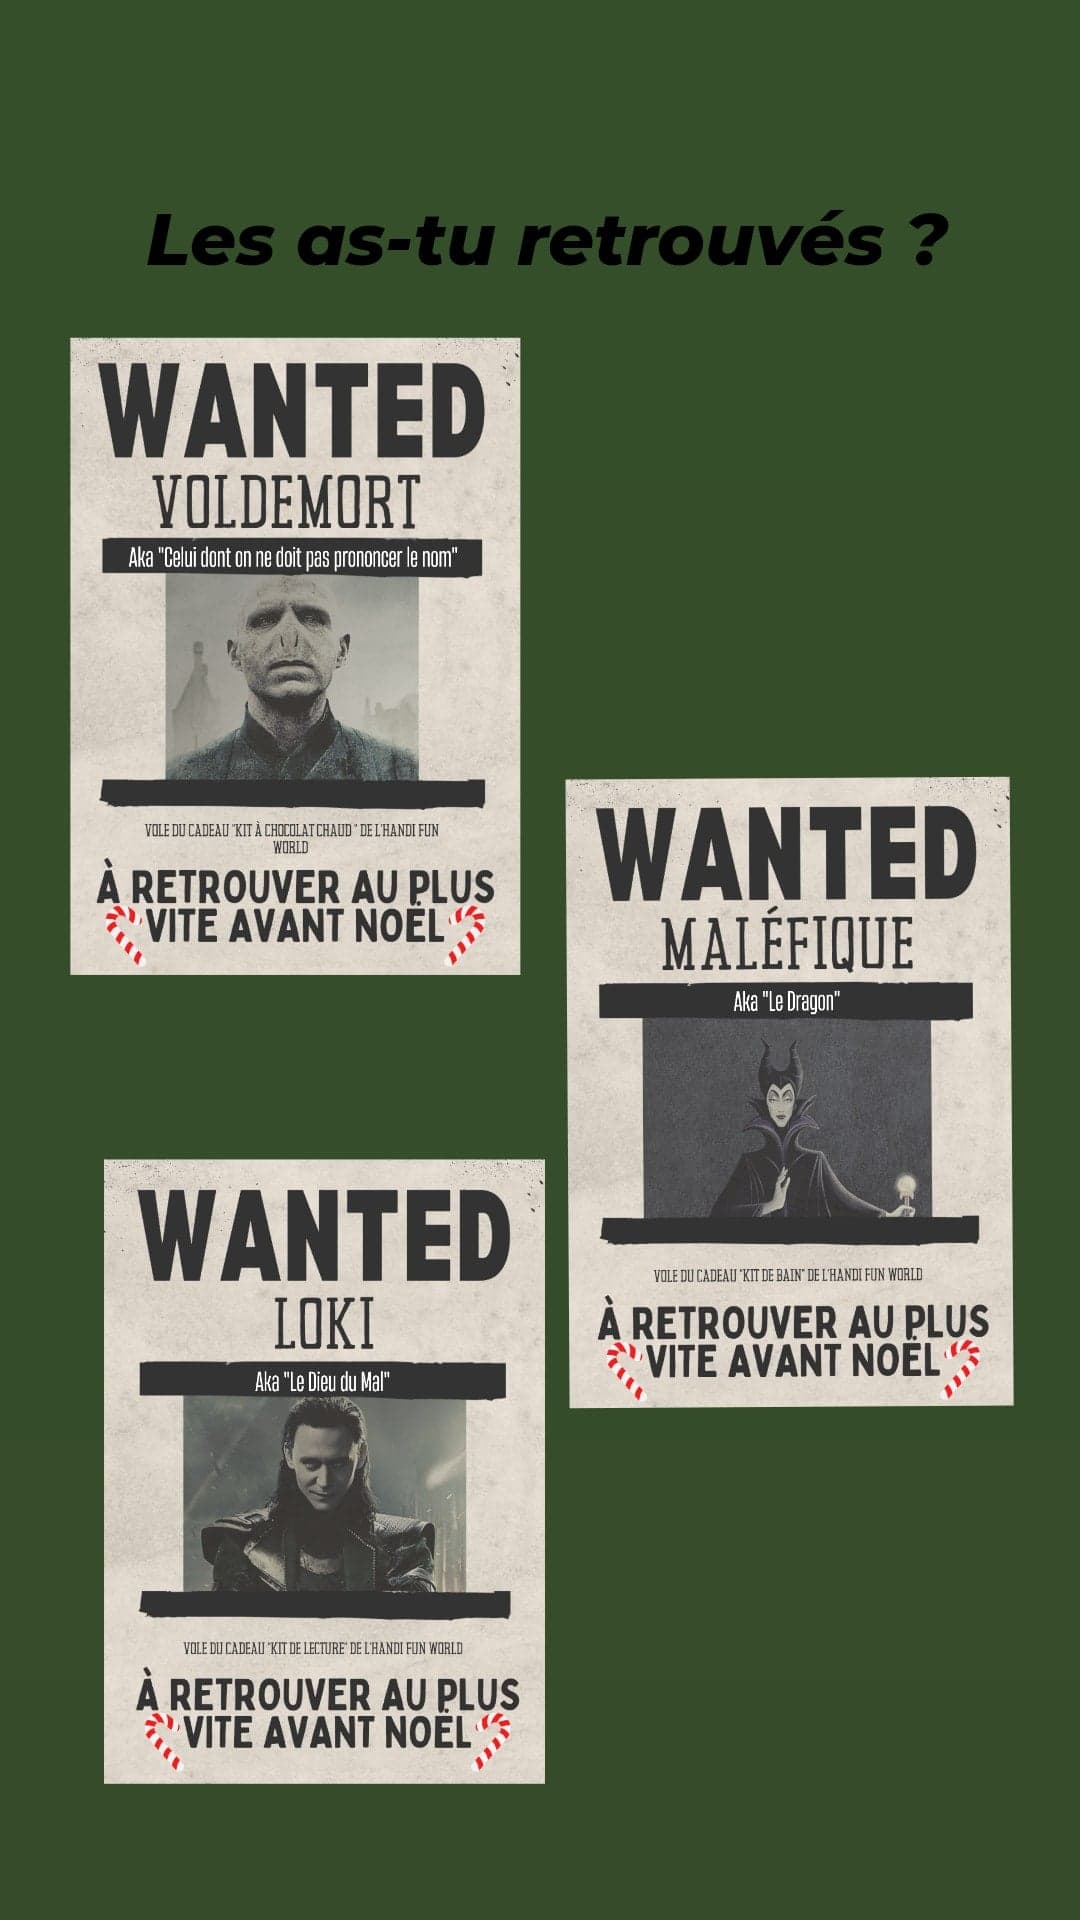 Les as-tu retrouvés ?
WANTED
VOLDEMORT
Aka "Celui dont on ne doit pas prononcer le nom"
VOLE DU CADEAU "KIT À CHOCOLAT CHAUD " DE L'HANDI FUN
WORLD
À RETROUVER AU PLUS
VITE AVANT NOËL
WANTED
MALÉFIQUE
Aka "Le Dragon"
VOLE DU CADEAU "KIT DE BAIN" DE L'HANDI FUN WORLD
À RETROUVER AU PLUS
VITE AVANT NOËL
WANTED
LOKI
Aka "Le Dieu du Mal"
VOLE DU CADEAU "KIT DE LECTURE" DE L'HANDI FUN WORLD
À RETROUVER AU PLUS
VITE AVANT NOËL